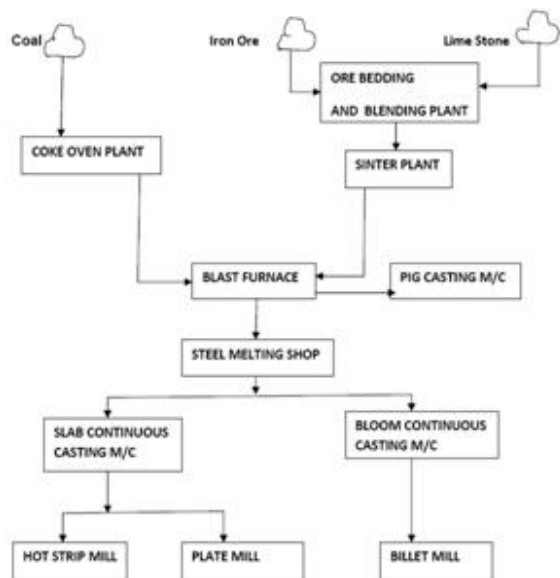 Coal
Iron Ore
Lime Stone
ORE BEDDING
AND BLENDING PLANT
COKE OVEN PLANT
SINTER PLANT
BLAST FURNACE
PIG CASTING M/C
STEEL MELTING SHOP
SLAB CONTINUOUS
CASTING M/C
BLOOM CONTINUOUS
CASTING M/C
HOT STRIP MILL
PLATE MILL
BILLET MILL